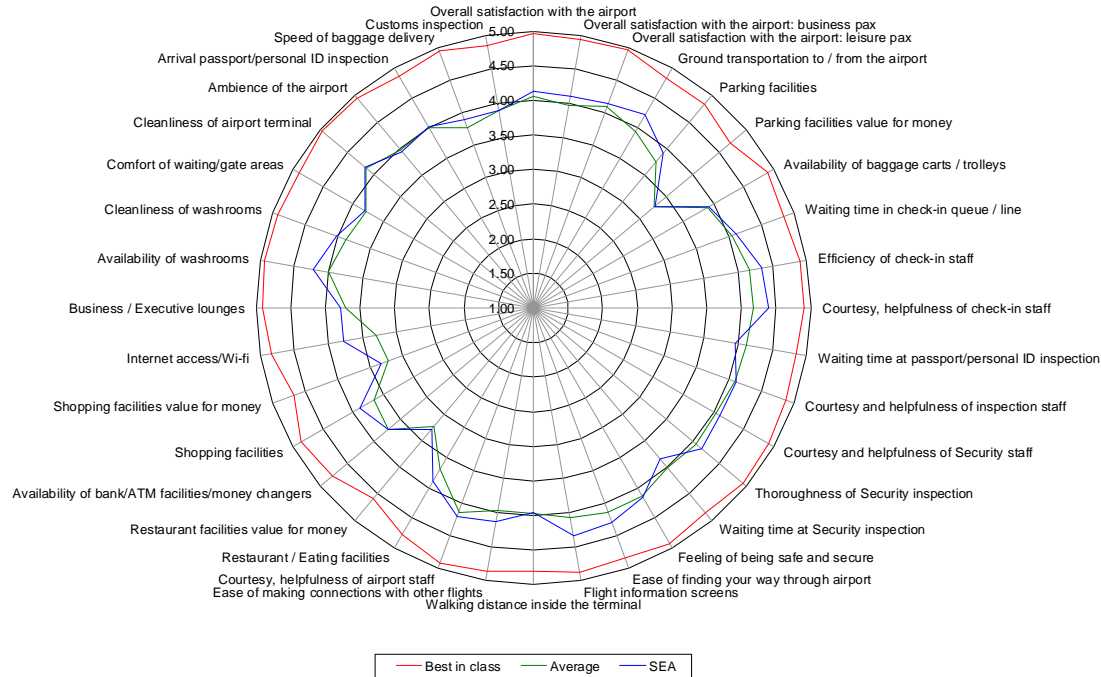 Overall satisfaction with the airport
Overall satisfaction with the airport: business pax
Overall satisfaction with the airport: leisure pax
Ground transportation to / from the airport
Parking facilities
Parking facilities value for money
Availability of baggage carts / trolleys
Waiting time in check-in queue / line
Efficiency of check-in staff
Courtesy, helpfulness of check-in staff
Waiting time at passport/personal ID inspection
Courtesy and helpfulness of inspection staff
Courtesy and helpfulness of Security staff
Thoroughness of Security inspection
Waiting time at Security inspection
Feeling of being safe and secure
Ease of finding your way through airport
Flight information screens
Walking distance inside the terminal
Ease of making connections with other flights
Courtesy, helpfulness of airport staff
Restaurant / Eating facilities
Restaurant facilities value for money
Availability of bank/ATM facilities/money changers
Shopping facilities
Shopping facilities value for money
Internet access/Wi-fi
Business / Executive lounges
Availability of washrooms
Cleanliness of washrooms
Comfort of waiting/gate areas
Cleanliness of airport terminal
Ambience of the airport
Arrival passport/personal ID inspection
Speed of baggage delivery
Customs inspection
5.00
4.50
4.00
3.50
3.00
2.50
2.00
1.50
1.00
Best in class
Average
SEA